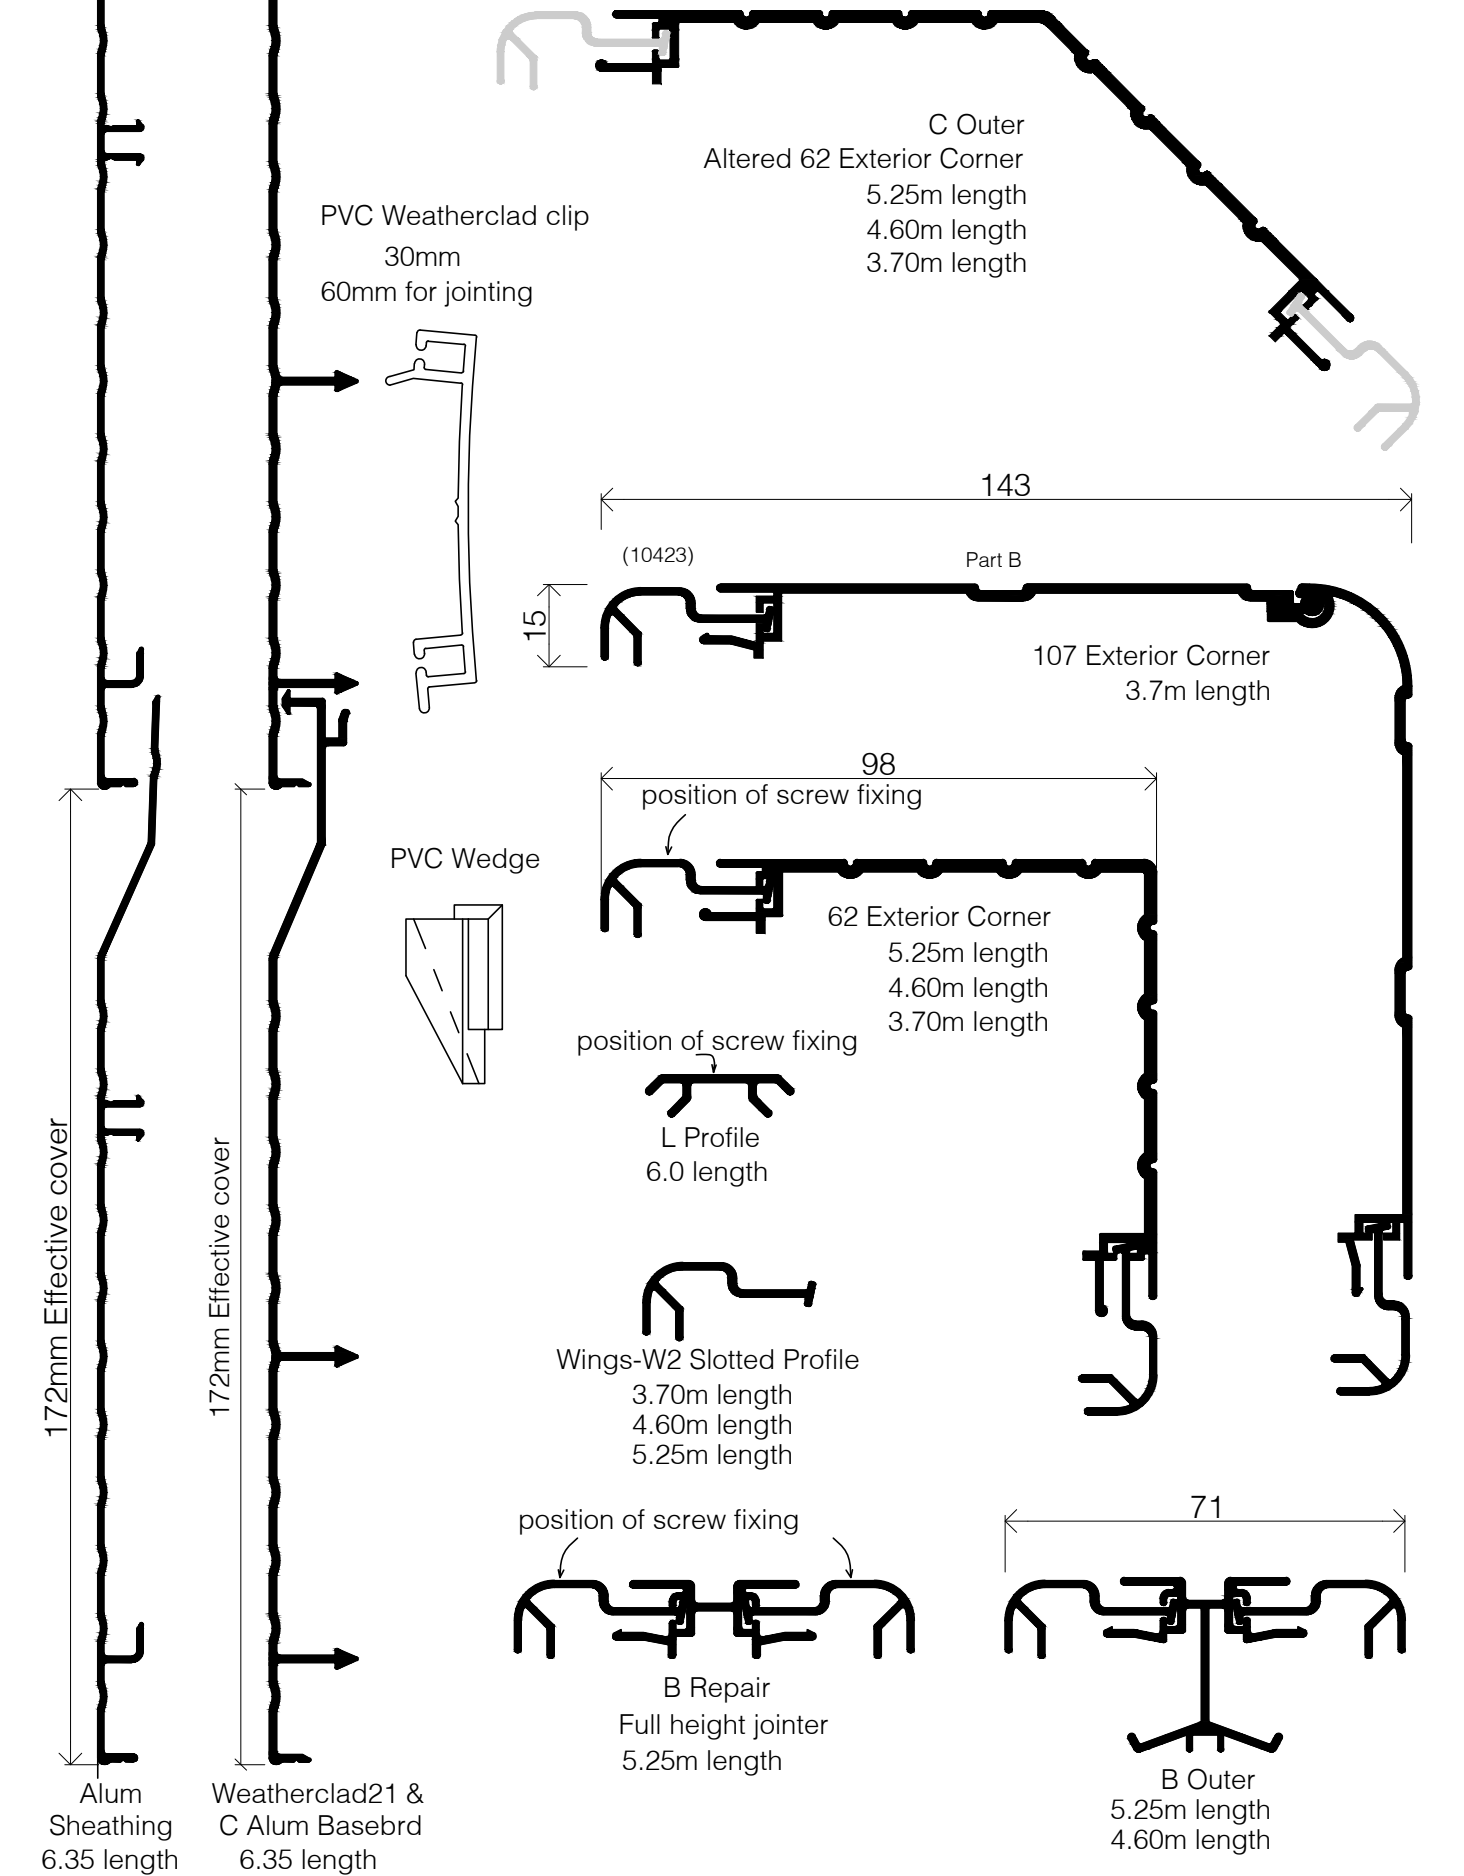 C Outer
Altered 62 Exterior Corner
5.25m length
4.60m length
3.70m length
PVC Weatherclad clip
30mm
60mm for jointing
143
(10423)
Part B
15
107 Exterior Corner
3.7m length
98
position of screw fixing
PVC Wedge
62 Exterior Corner
5.25m length
4.60m length
3.70m length
position of screw fixing
L Profile
6.0 length
172mm Effective cover
172mm Effective cover
Wings-W2 Slotted Profile
3.70m length
4.60m length
5.25m length
71
position of screw fixing
B Repair
Full height jointer
5.25m length
B Outer
5.25m length
4.60m length
Alum
Sheathing
6.35 length
Weatherclad21 &
C Alum Basebrd
6.35 length